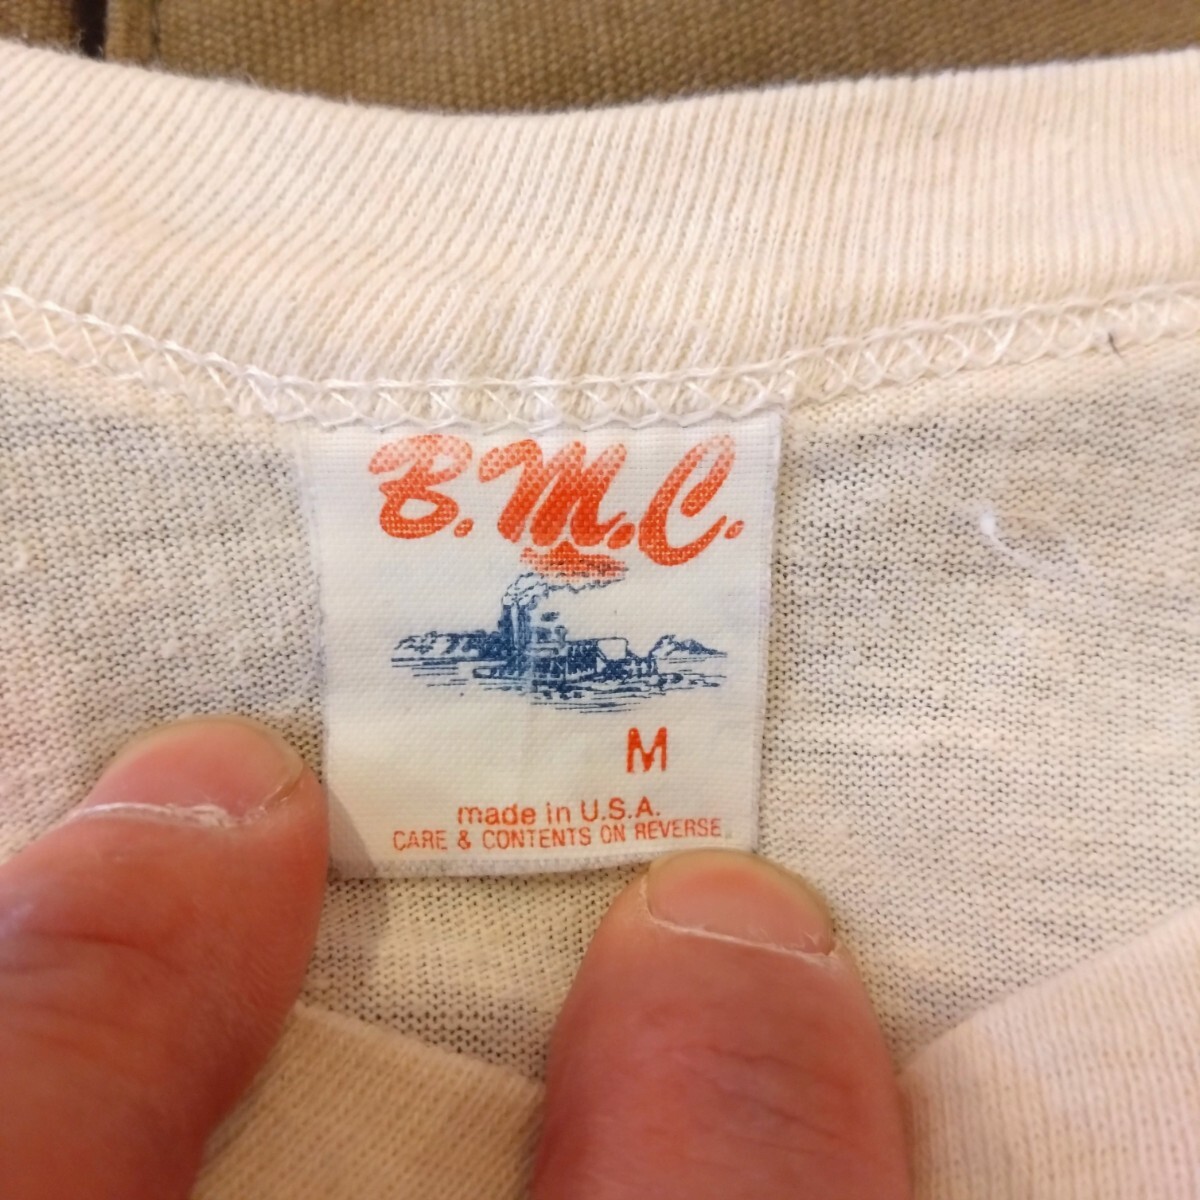 B.M.C.
M
made in U.S.A.
CARE & CONTENTS ON REVERSE